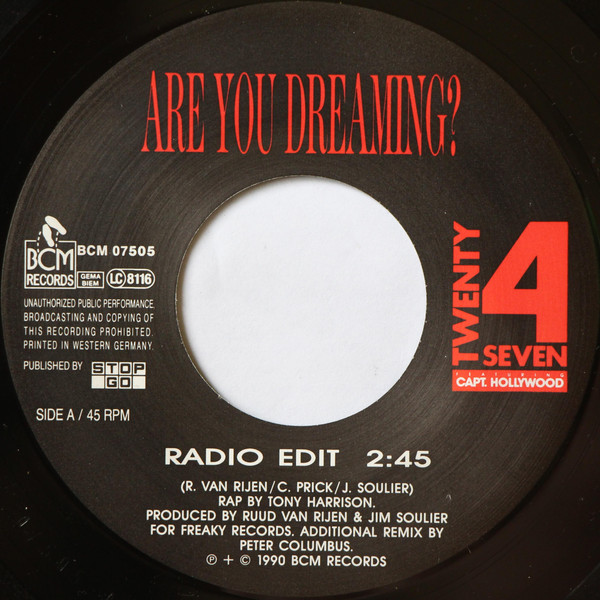 ARE YOU DREAMING?
BCM
RECORDS
BCM 07505
GEMA
BIEM
LC 8116
UNAUTHORIZED PUBLIC PERFORMANCE.
BROADCASTING AND COPYING OF
THIS RECORDING PROHIBITED.
PRINTED IN WESTERN GERMANY.
PUBLISHED BY STOP
GO
SIDE A / 45 RPM
TWENTY
4
SEVEN
FEATURING
CAPT. HOLLYWOOD
RADIO EDIT 2:45
(R. VAN RIJEN/C. PRICK/J. SOULIER)
RAP BY TONY HARRISON.
PRODUCED BY RUUD VAN RIJEN & JIM SOULIER
FOR FREAKY RECORDS. ADDITIONAL REMIX BY
PETER COLUMBUS.
℗ + © 1990 BCM RECORDS